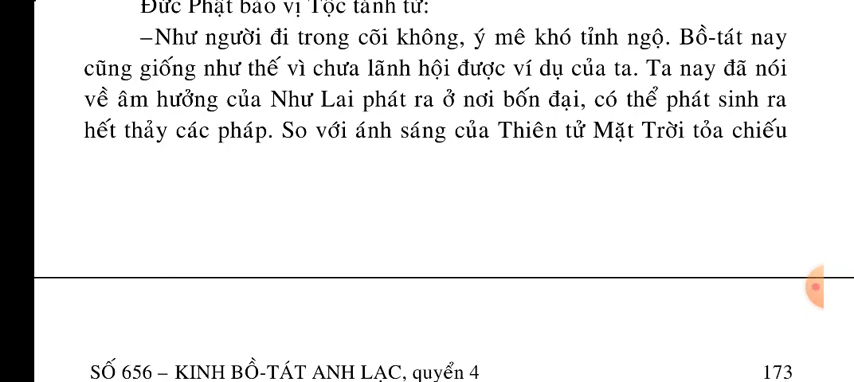 Đức Phật bảo vị Tộc tánh tử:
–Như người đi trong cõi không, ý mê khó tỉnh ngộ. Bồ-tát nay
cũng giống như thế vì chưa lãnh hội được ví dụ của ta. Ta nay đã nói
về âm hưởng của Như Lai phát ra ở nơi bốn đại, có thể phát sinh ra
hết thảy các pháp. So với ánh sáng của Thiên tử Mặt Trời tỏa chiếu
SỐ 656 – KINH BỒ-TÁT ANH LẠC, quyển 4 173